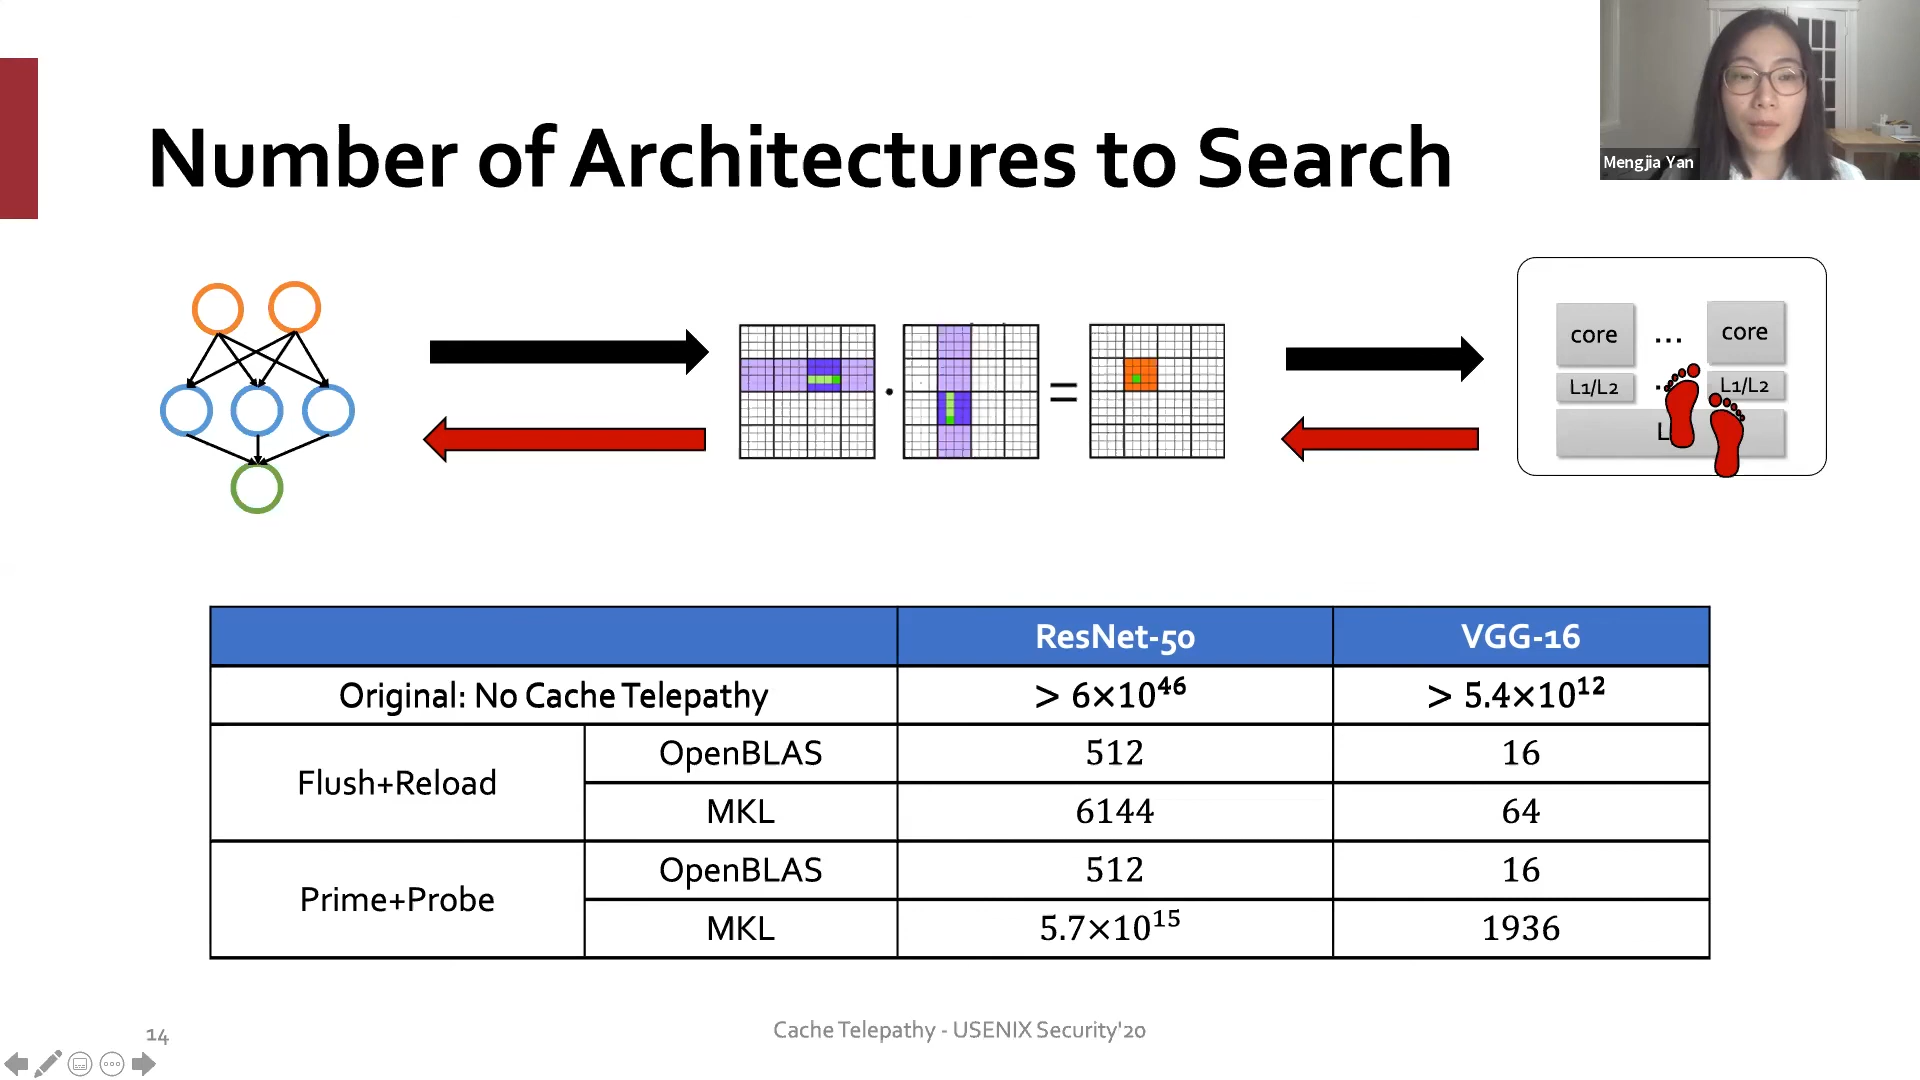 Number of Architectures to Search
Mengjia Yan
core ... core
L1/L2 L1/L2
L
=
ResNet-50 VGG-16
Original: No Cache Telepathy > 6×10⁴⁶ > 5.4×10¹²
Flush+Reload OpenBLAS 512 16
MKL 6144 64
Prime+Probe OpenBLAS 512 16
MKL 5.7×10¹⁵ 1936
14
Cache Telepathy - USENIX Security'20